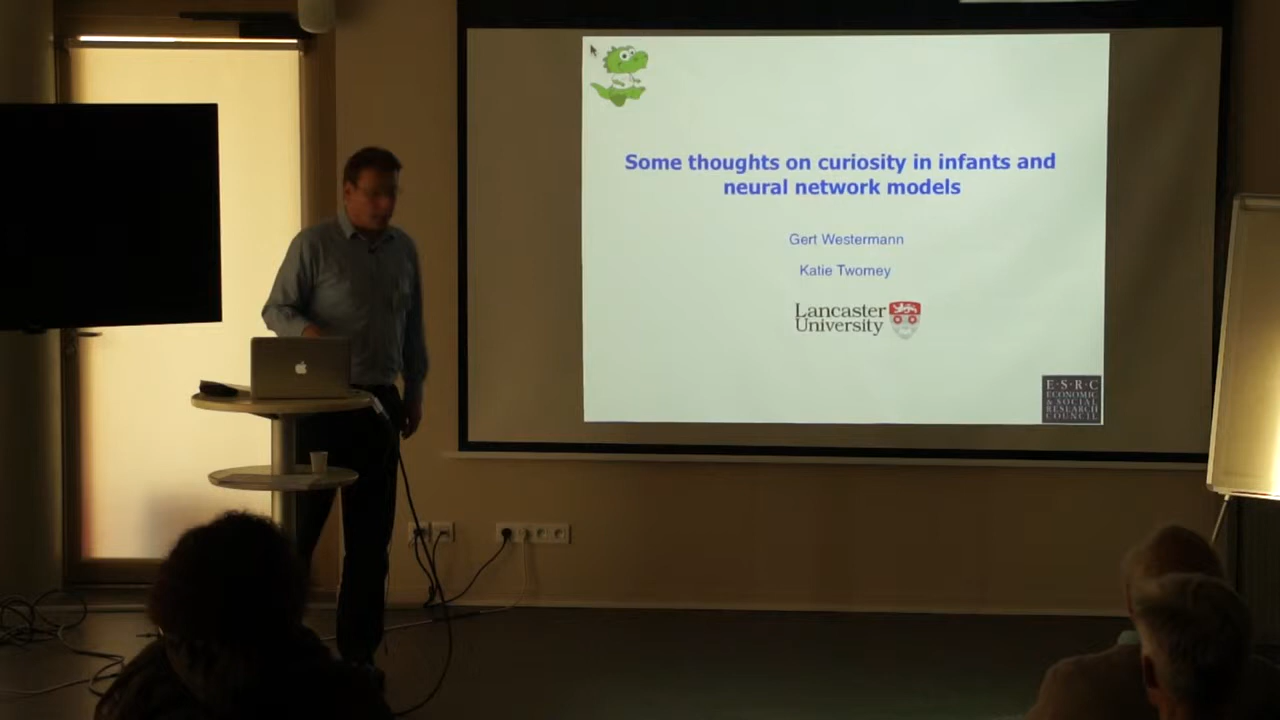 Some thoughts on curiosity in infants and
neural network models
Gert Westermann
Katie Twomey
Lancaster
University
E·S·R·C
ECONOMIC
& SOCIAL
RESEARCH
COUNCIL